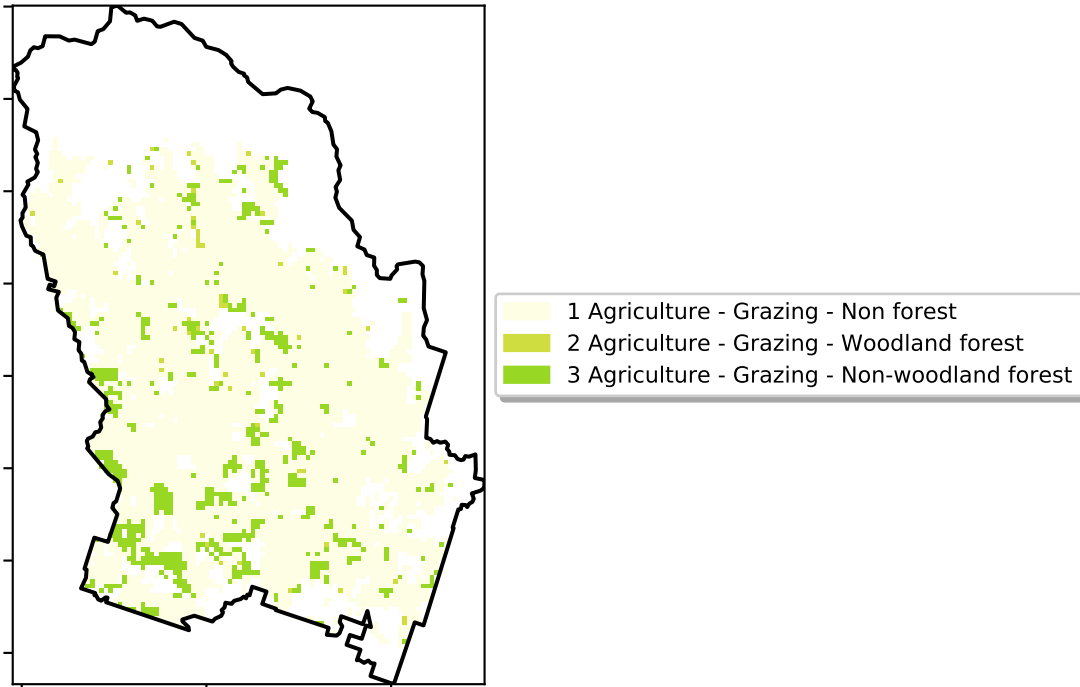 1 Agriculture - Grazing - Non forest
2 Agriculture - Grazing - Woodland forest
3 Agriculture - Grazing - Non-woodland forest